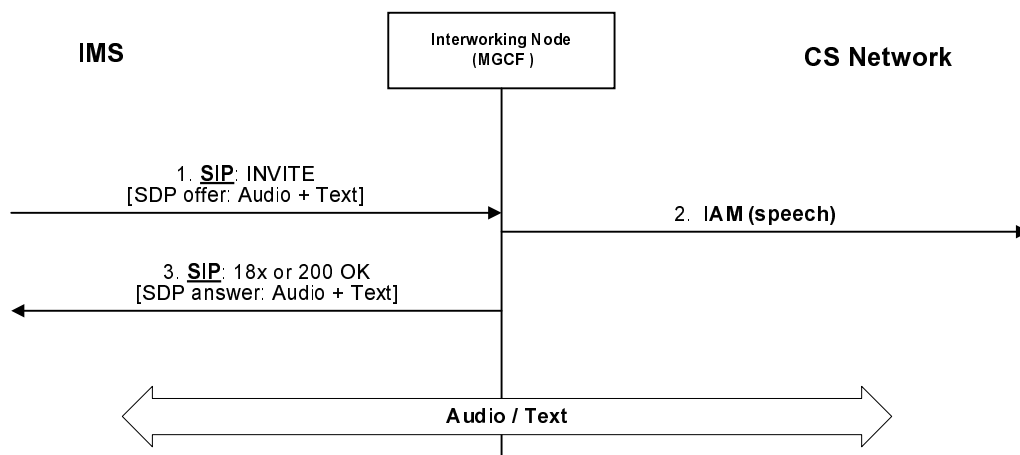 IMS
Interworking Node
(MGCF )
CS Network
1. SIP: INVITE
[SDP offer: Audio + Text]
2. IAM (speech)
3. SIP: 18x or 200 OK
[SDP answer: Audio + Text]
Audio / Text